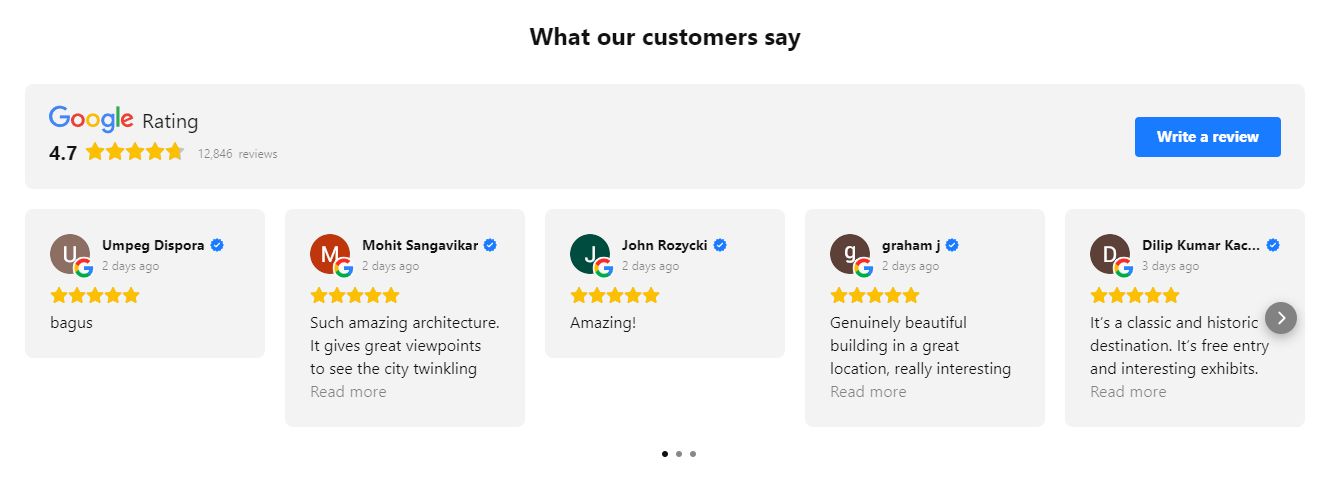 What our customers say
Google Rating
4.7 12,846 reviews
Write a review
U Umpeg Dispora
2 days ago
bagus
M Mohit Sangavikar
2 days ago
Such amazing architecture.
It gives great viewpoints
to see the city twinkling
Read more
J John Rozycki
2 days ago
Amazing!
g graham j
2 days ago
Genuinely beautiful
building in a great
location, really interesting
Read more
D Dilip Kumar Kac...
3 days ago
It's a classic and historic
destination. It's free entry
and interesting exhibits.
Read more